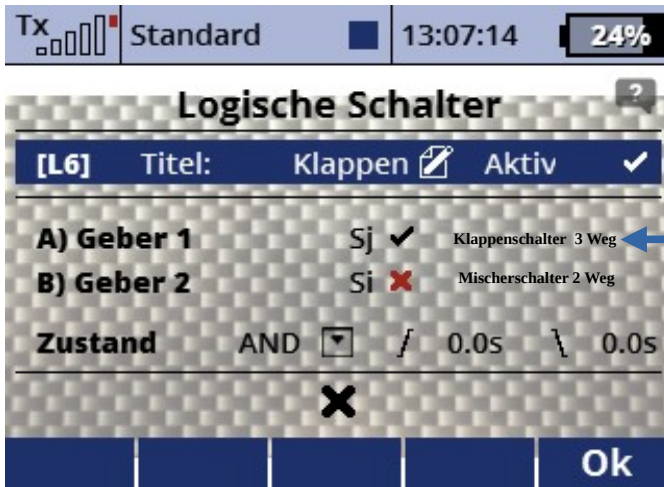 Tx Standard 13:07:14 24%
Logische Schalter ?
[L6] Titel: Klappen Aktiv
A) Geber 1 Sj Klappenschalter 3 Weg
B) Geber 2 Si Mischerschalter 2 Weg
Zustand AND 0.0s 0.0s
Ok